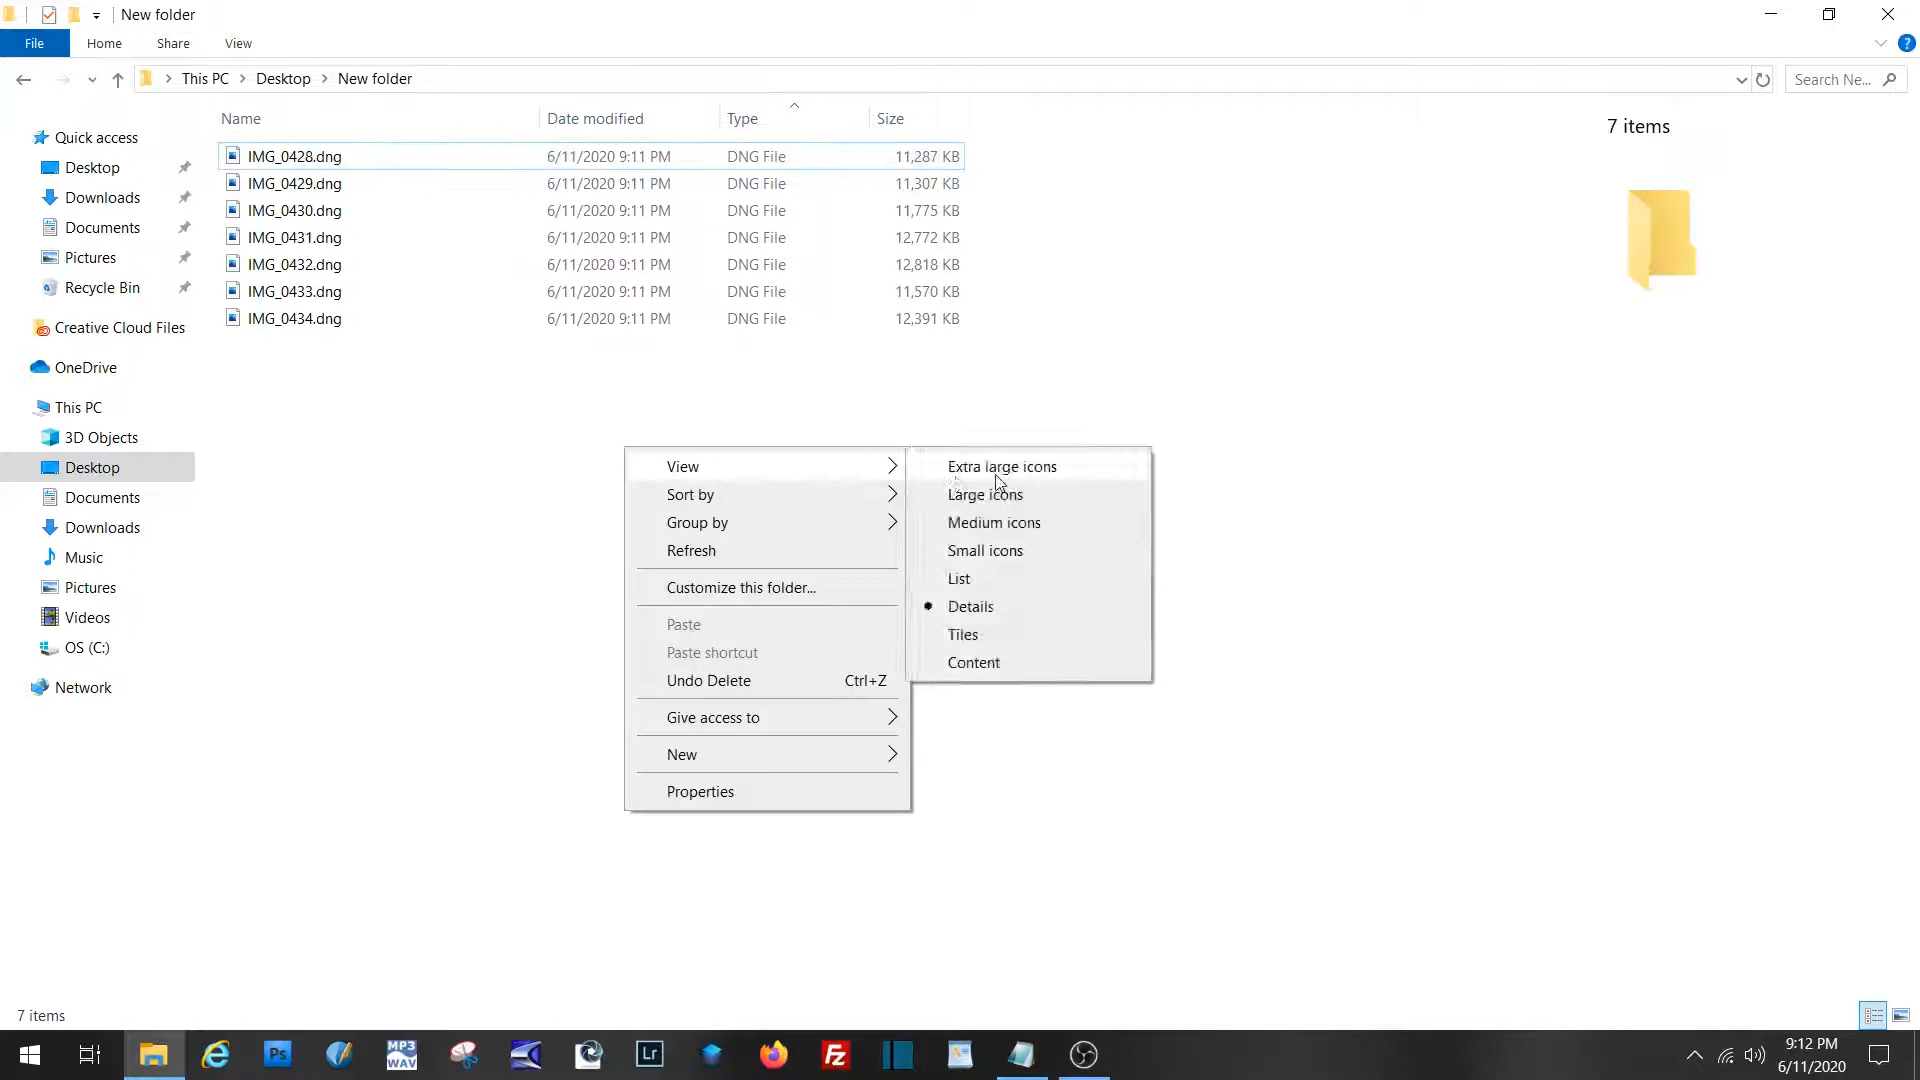 New folder
File Home Share View
This PC Desktop New folder
Search Ne...
Name Date modified Type Size
7 items
IMG_0428.dng 6/11/2020 9:11 PM DNG File 11,287 KB
IMG_0429.dng 6/11/2020 9:11 PM DNG File 11,307 KB
IMG_0430.dng 6/11/2020 9:11 PM DNG File 11,775 KB
IMG_0431.dng 6/11/2020 9:11 PM DNG File 12,772 KB
IMG_0432.dng 6/11/2020 9:11 PM DNG File 12,818 KB
IMG_0433.dng 6/11/2020 9:11 PM DNG File 11,570 KB
IMG_0434.dng 6/11/2020 9:11 PM DNG File 12,391 KB
Quick access
Desktop
Downloads
Documents
Pictures
Recycle Bin
Creative Cloud Files
OneDrive
This PC
3D Objects
Desktop
Documents
Downloads
Music
Pictures
Videos
OS (C:)
Network
View
Sort by
Group by
Refresh
Customize this folder...
Paste
Paste shortcut
Undo Delete Ctrl+Z
Give access to
New
Properties
Extra large icons
Large icons
Medium icons
Small icons
List
Details
Tiles
Content
7 items
Ps
MP3
WAV
Lr
Fz
9:12 PM
6/11/2020